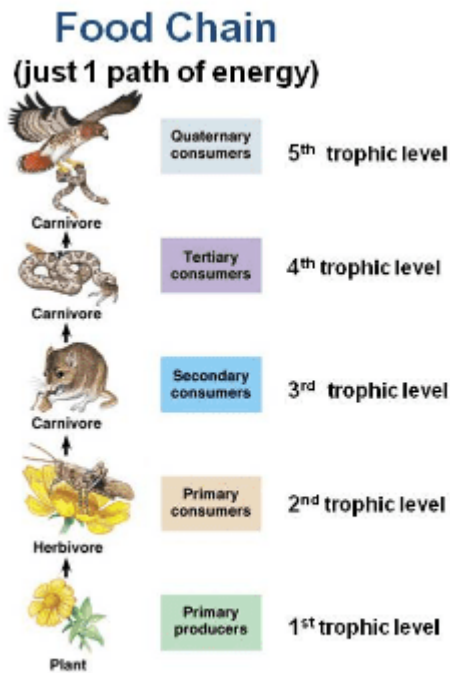 Food Chain
(just 1 path of energy)
Quaternary
consumers
5th trophic level
Carnivore
Tertiary
consumers
4th trophic level
Carnivore
Secondary
consumers
3rd trophic level
Carnivore
Primary
consumers
2nd trophic level
Herbivore
Primary
producers
1st trophic level
Plant